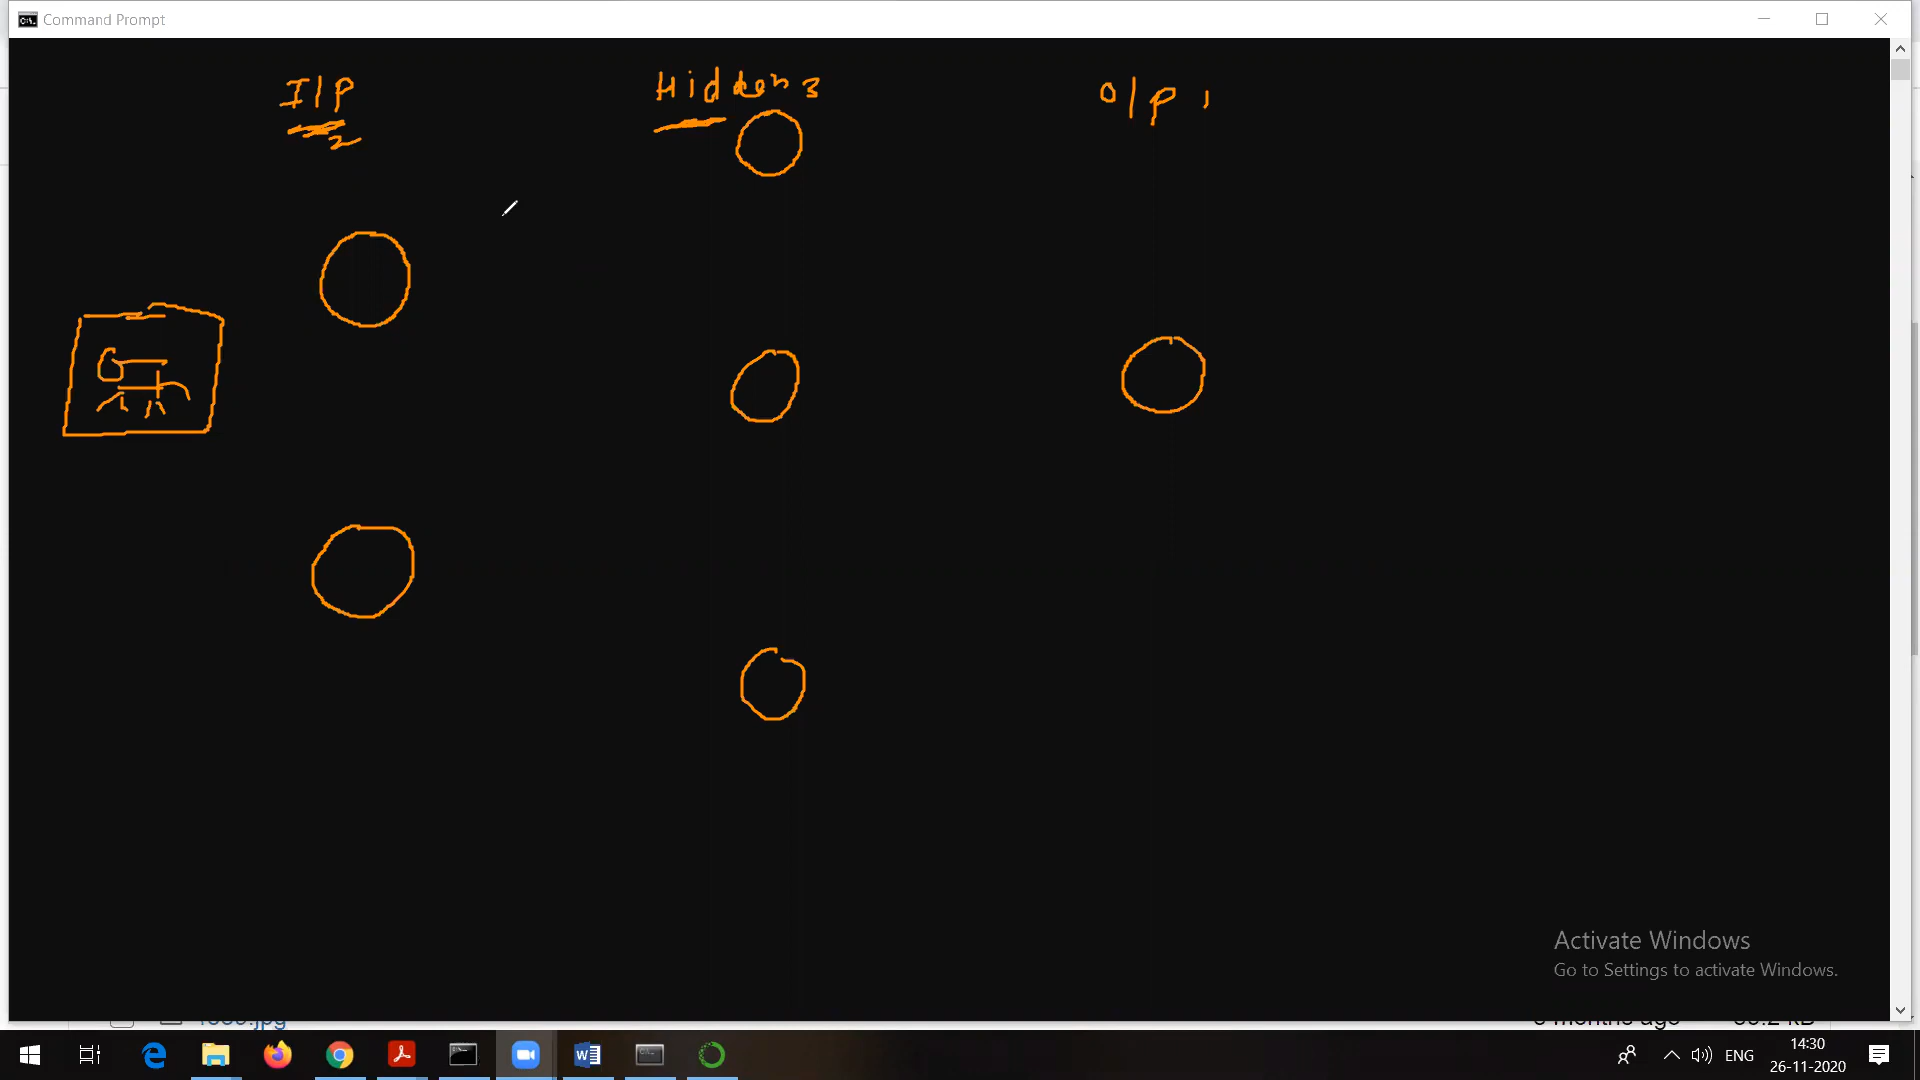 Command Prompt
I/P
2
Hidden 3
O/P 1
Activate Windows
Go to Settings to activate Windows.
ENG
14:30
26-11-2020